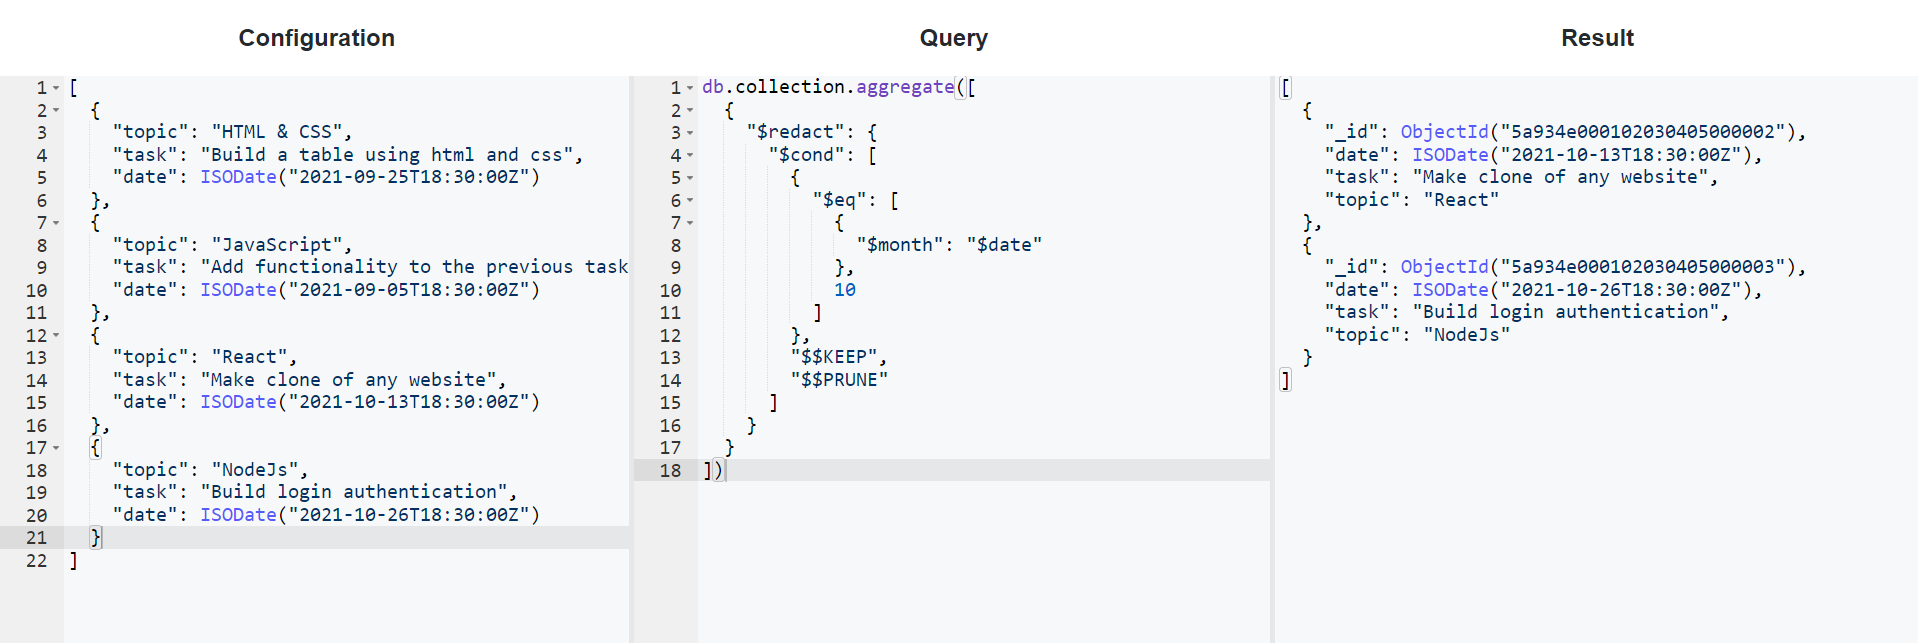 Configuration
Query
Result
1 [
2 {
3 "topic": "HTML & CSS",
4 "task": "Build a table using html and css",
5 "date": ISODate("2021-09-25T18:30:00Z")
6 },
7 {
8 "topic": "JavaScript",
9 "task": "Add functionality to the previous task
10 "date": ISODate("2021-09-05T18:30:00Z")
11 },
12 {
13 "topic": "React",
14 "task": "Make clone of any website",
15 "date": ISODate("2021-10-13T18:30:00Z")
16 },
17 {
18 "topic": "NodeJs",
19 "task": "Build login authentication",
20 "date": ISODate("2021-10-26T18:30:00Z")
21 }
22 ]
1 db.collection.aggregate([
2 {
3 "$redact": {
4 "$cond": [
5 {
6 "$eq": [
7 {
8 "$month": "$date"
9 },
10 10
11 ]
12 },
13 "$$KEEP",
14 "$$PRUNE"
15 ]
16 }
17 }
18 ])
[
{
"_id": ObjectId("5a934e000102030405000002"),
"date": ISODate("2021-10-13T18:30:00Z"),
"task": "Make clone of any website",
"topic": "React"
},
{
"_id": ObjectId("5a934e000102030405000003"),
"date": ISODate("2021-10-26T18:30:00Z"),
"task": "Build login authentication",
"topic": "NodeJs"
}
]